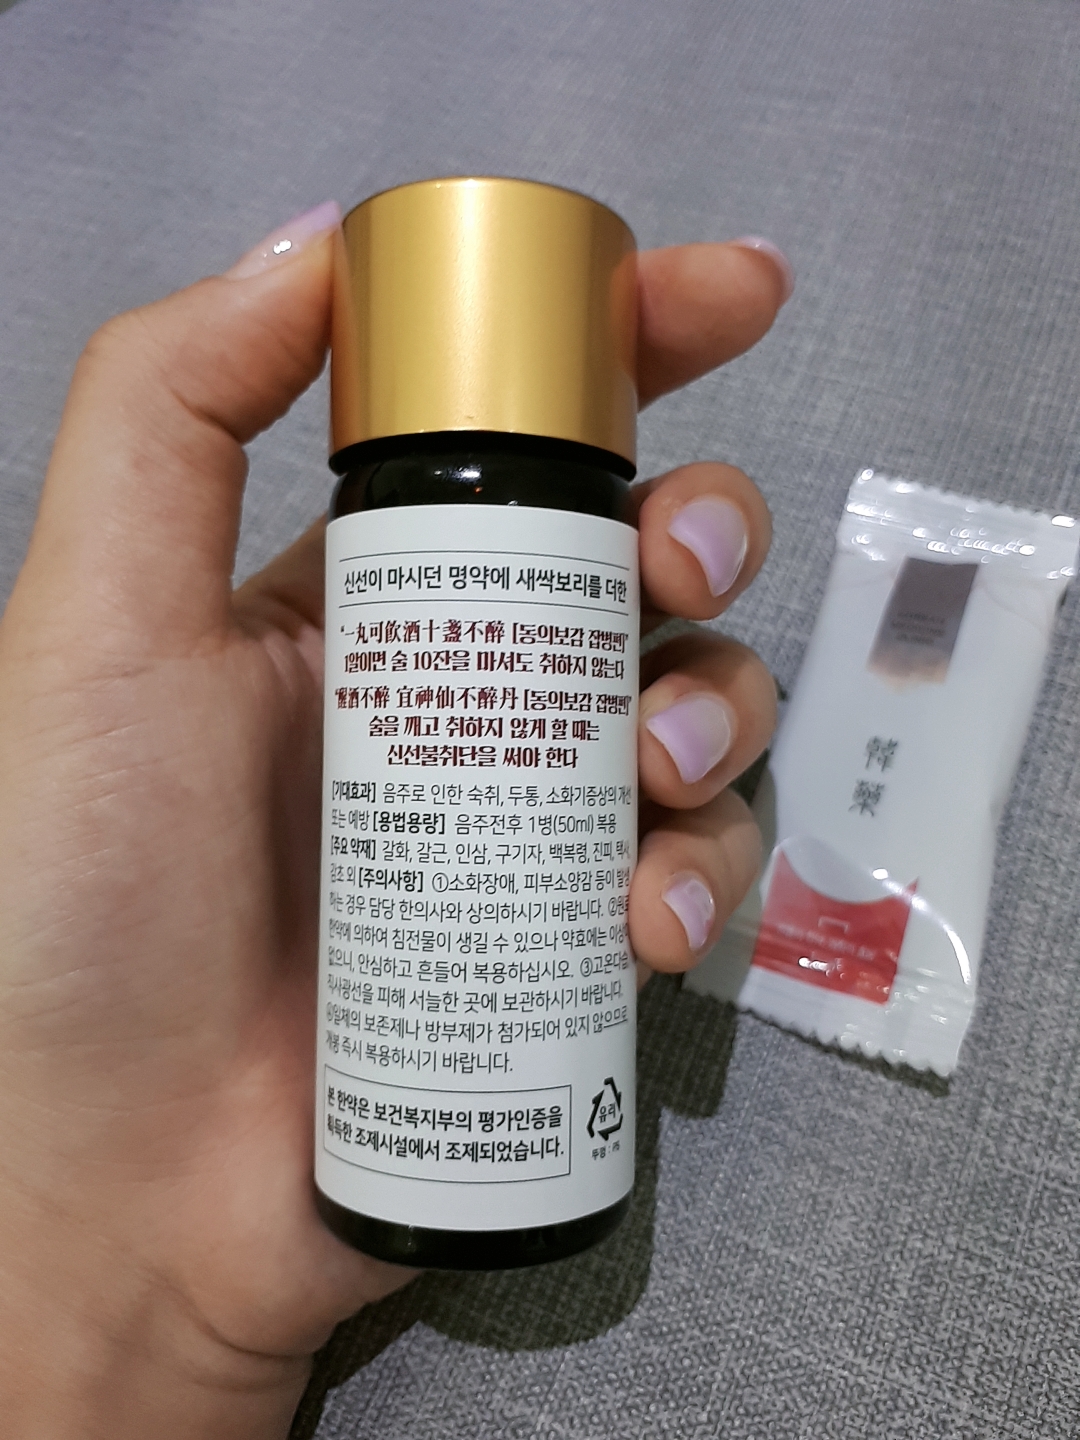 신선이 마시던 명약에 새싹보리를 더한
"一丸可飮酒十盞不醉 [동의보감 잡병편]"
1알이면 술 10잔을 마셔도 취하지 않는다
"醒酒不醉 宜神仙不醉丹 [동의보감 잡병편]"
술을 깨고 취하지 않게 할 때는
신선불취단을 써야 한다
[기대효과] 음주로 인한 숙취, 두통, 소화기증상의 개선
또는 예방 [용법용량] 음주전후 1병(50ml) 복용
[주요 약재] 갈화, 갈근, 인삼, 구기자, 백복령, 진피, 택사,
감초 외 [주의사항] ①소화장애, 피부소양감 등이 발생
하는 경우 담당 한의사와 상의하시기 바랍니다. ②원료
한약에 의하여 침전물이 생길 수 있으나 약효에는 이상이
없으니, 안심하고 흔들어 복용하십시오. ③고온다습
직사광선을 피해 서늘한 곳에 보관하시기 바랍니다.
④일체의 보존제나 방부제가 첨가되어 있지 않으므로
개봉 즉시 복용하시기 바랍니다.
본 한약은 보건복지부의 평가인증을
획득한 조제시설에서 조제되었습니다.
유리
뚜껑 : PS
韓
藥